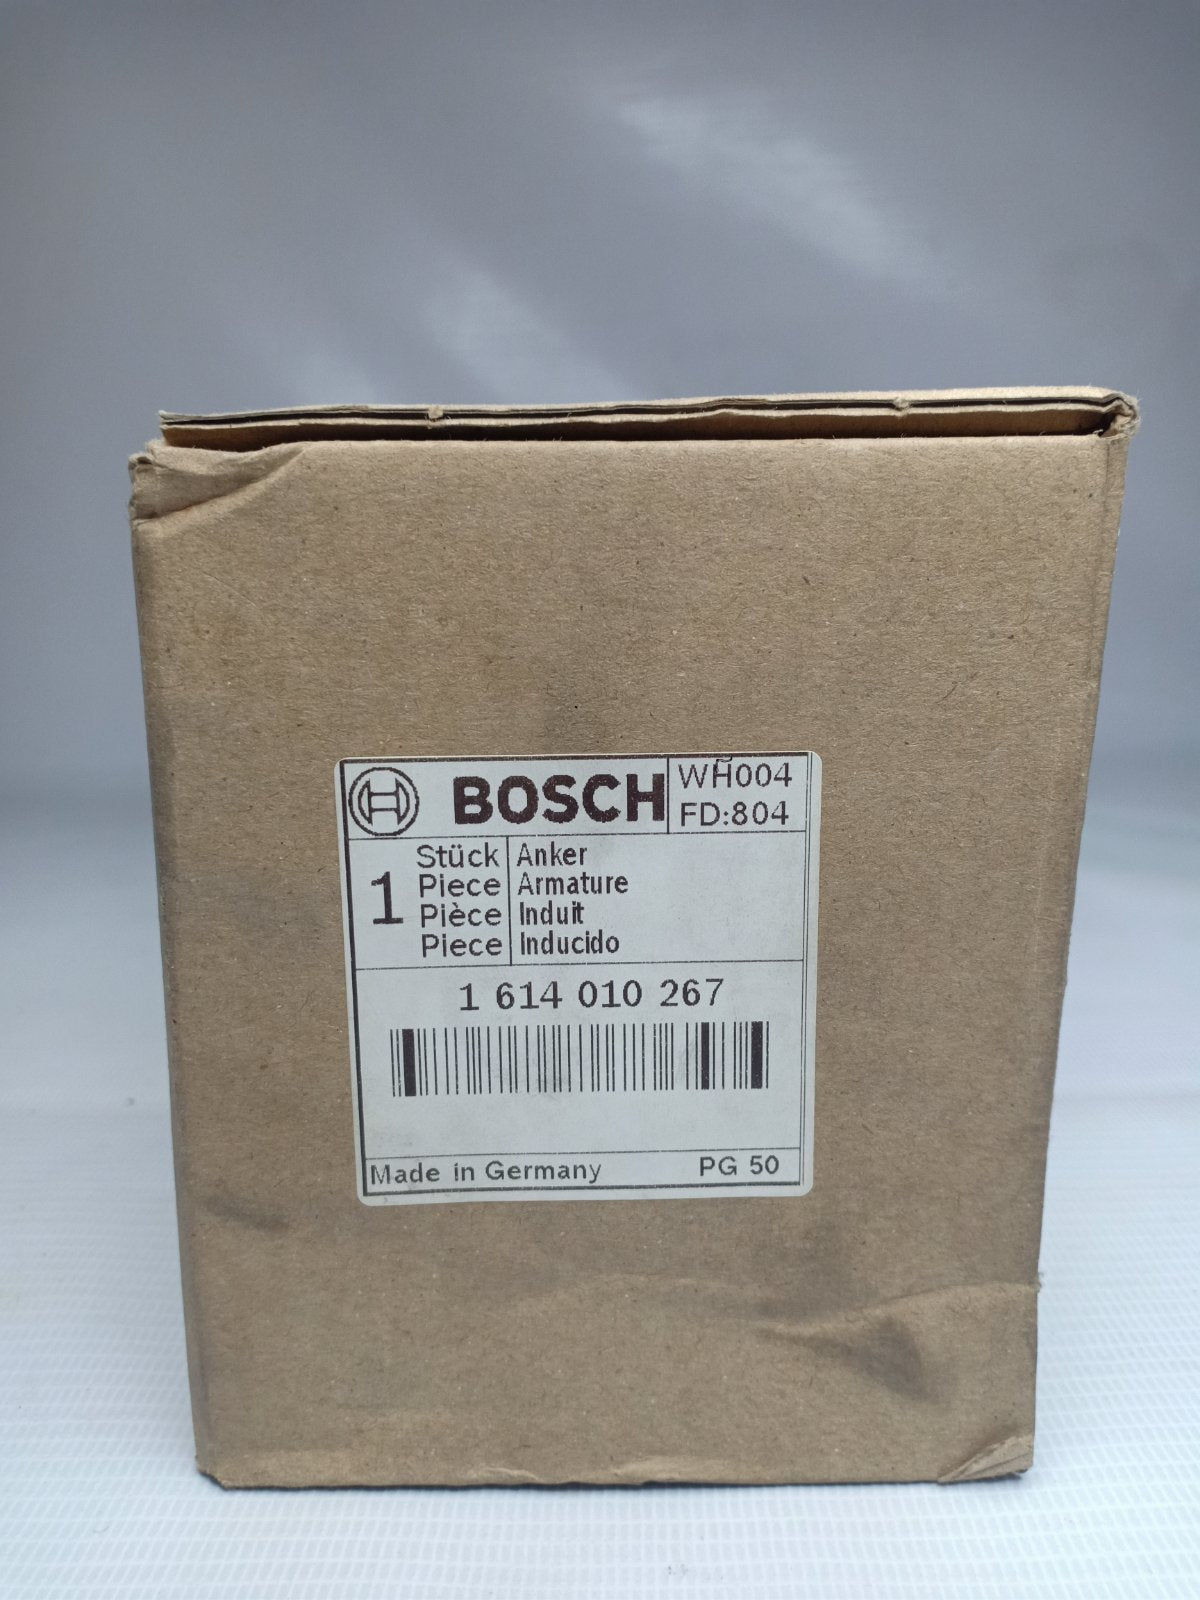 BOSCH
WH004
FD:804
1
Stück
Piece
Pièce
Piece
Anker
Armature
Induit
Inducido
1 614 010 267
Made in Germany
PG 50